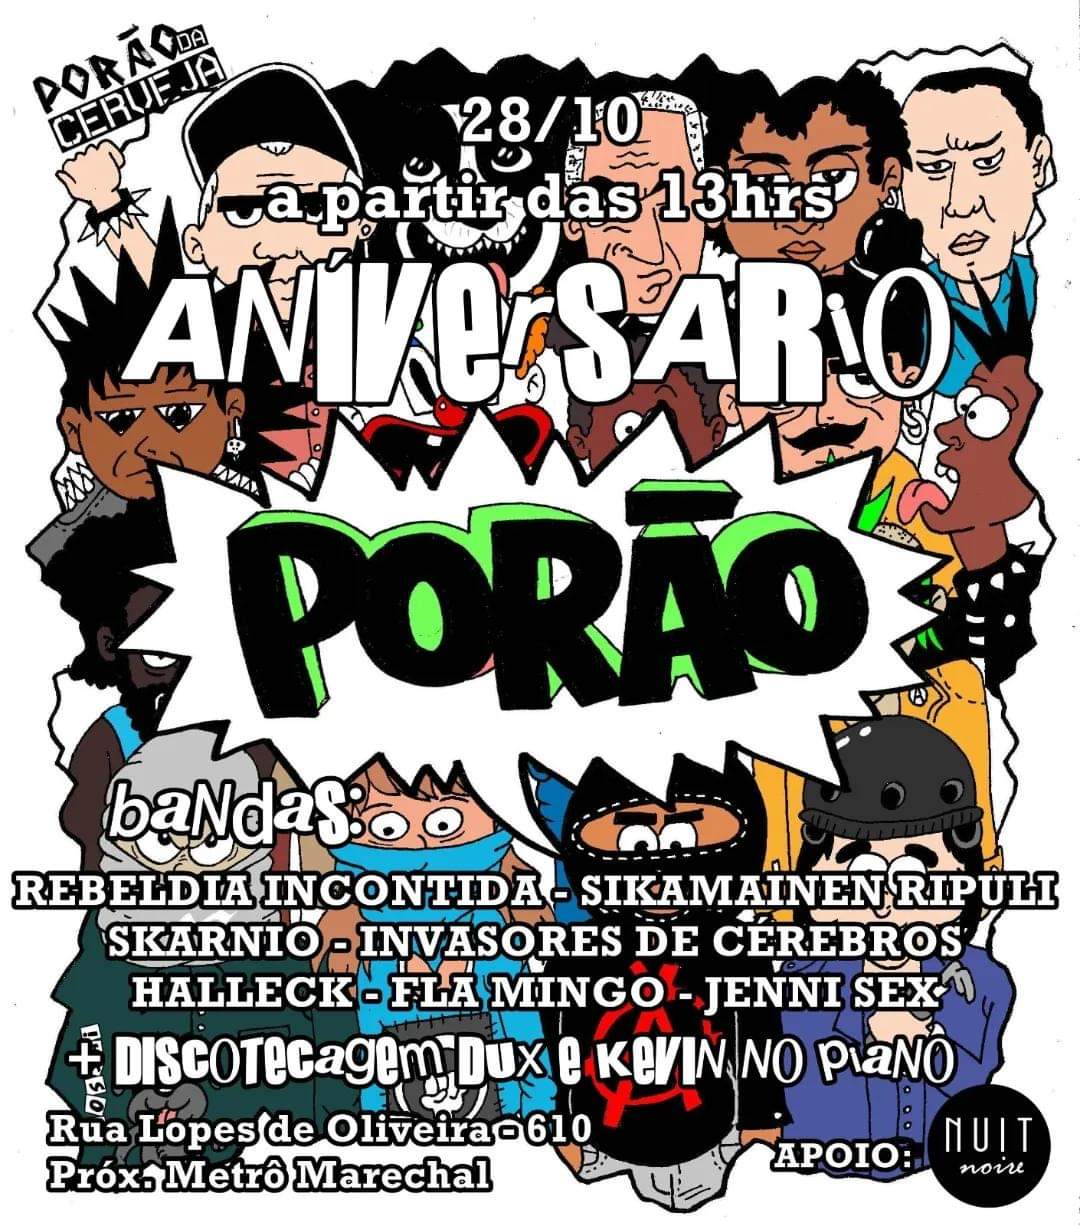 PORÃO DA
CERVEJA
28/10
a partir das 13hrs
ANÍVerSARiO
PORÃO
baNdaS:
REBELDIA INCONTIDA - SIKAMAINEN RIPULI
SKARNIO - INVASORES DE CÉREBROS
HALLECK - FLA MINGO - JENNI SEX
+ DISCOTECagem DUX e KEVIN NO pIaNO
Rua Lopes de Oliveira - 610
Próx. Metrô Marechal
APOIO:
NUIT
noire